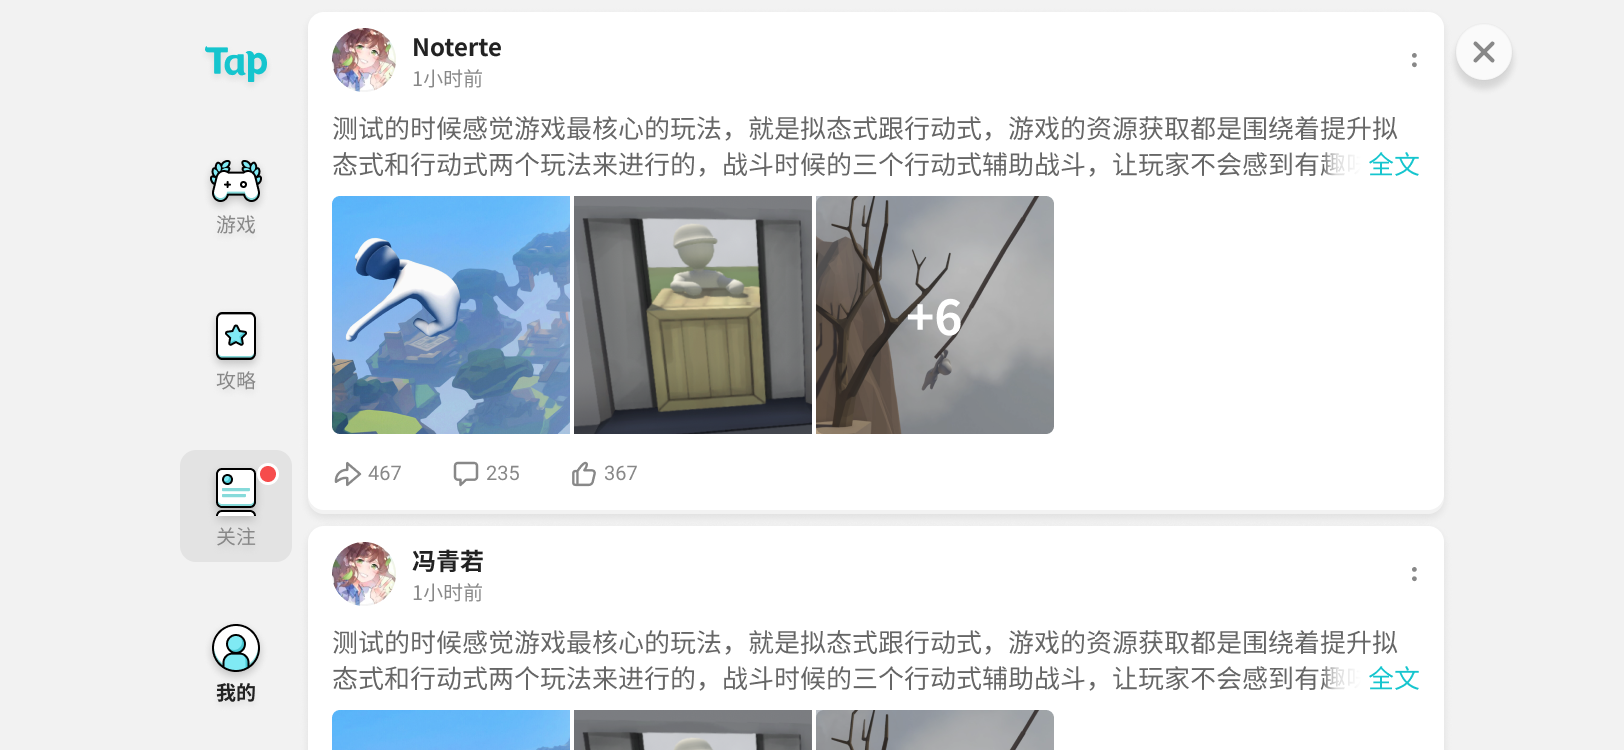 Tap
游戏
攻略
关注
我的
Noterte
1小时前
测试的时候感觉游戏最核心的玩法，就是拟态式跟行动式，游戏的资源获取都是围绕着提升拟
态式和行动式两个玩法来进行的，战斗时候的三个行动式辅助战斗，让玩家不会感到有趣 全文
+6
467 235 367
冯青若
1小时前
测试的时候感觉游戏最核心的玩法，就是拟态式跟行动式，游戏的资源获取都是围绕着提升拟
态式和行动式两个玩法来进行的，战斗时候的三个行动式辅助战斗，让玩家不会感到有趣 全文